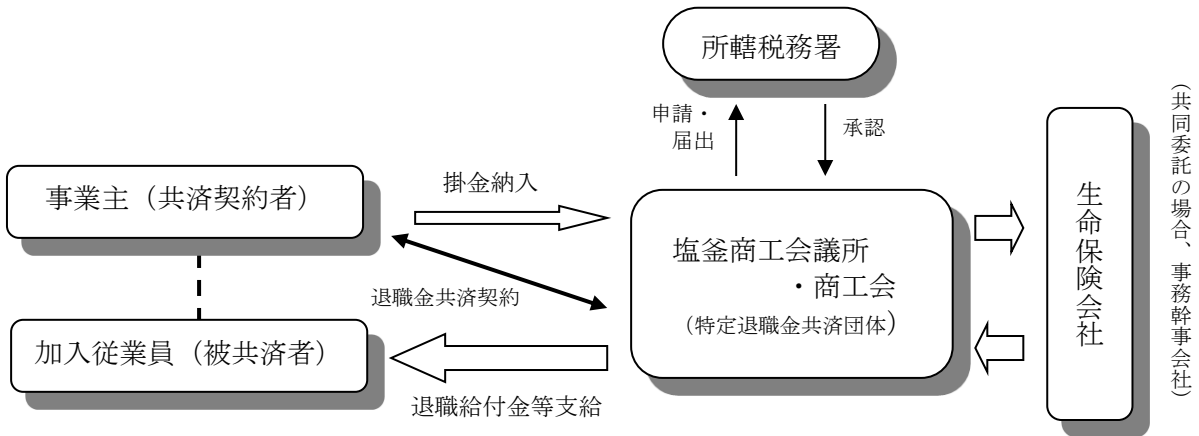 所轄税務署
申請・
届出
承認
事業主（共済契約者）
掛金納入
塩釜商工会議所
・商工会
（特定退職金共済団体）
退職金共済契約
加入従業員（被共済者）
退職給付金等支給
生命保険会社
（共同委託の場合、事務幹事会社）